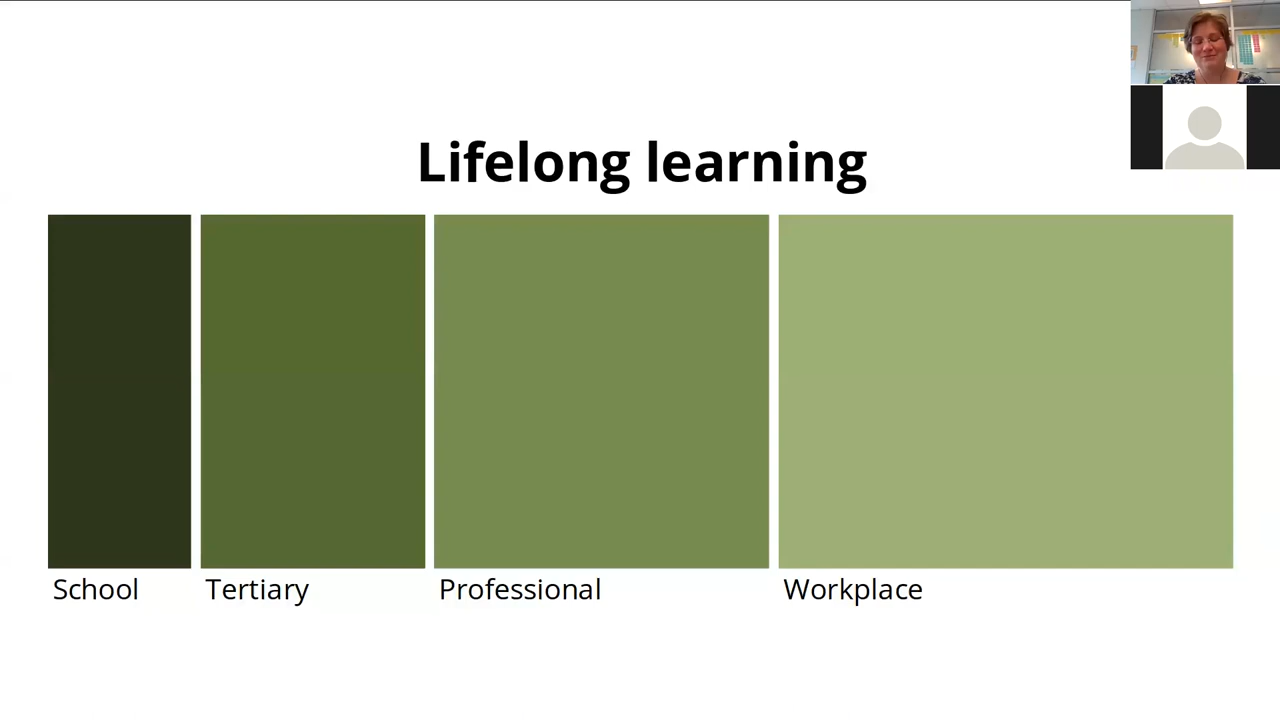 Lifelong learning
School
Tertiary
Professional
Workplace